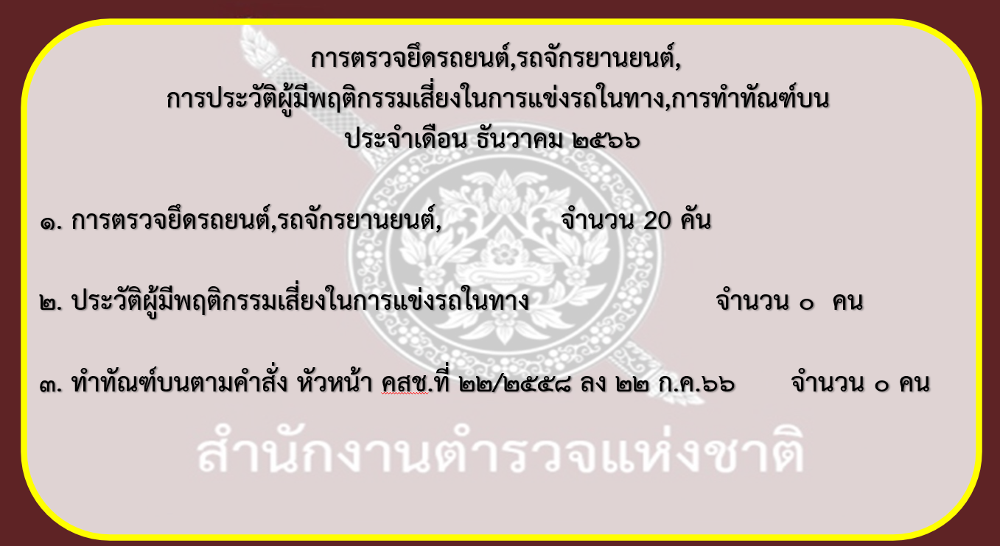 การตรวจยึดรถยนต์,รถจักรยานยนต์,
การประวัติผู้มีพฤติกรรมเสี่ยงในการแข่งรถในทาง,การทำทัณฑ์บน
ประจำเดือน ธันวาคม ๒๕๖๖
๑. การตรวจยึดรถยนต์,รถจักรยานยนต์, จำนวน 20 คัน
๒. ประวัติผู้มีพฤติกรรมเสี่ยงในการแข่งรถในทาง จำนวน ๐ คน
๓. ทำทัณฑ์บนตามคำสั่ง หัวหน้า คสช.ที่ ๒๒/๒๕๕๘ ลง ๒๒ ก.ค.๖๖ จำนวน ๐ คน
สำนักงานตำรวจแห่งชาติ